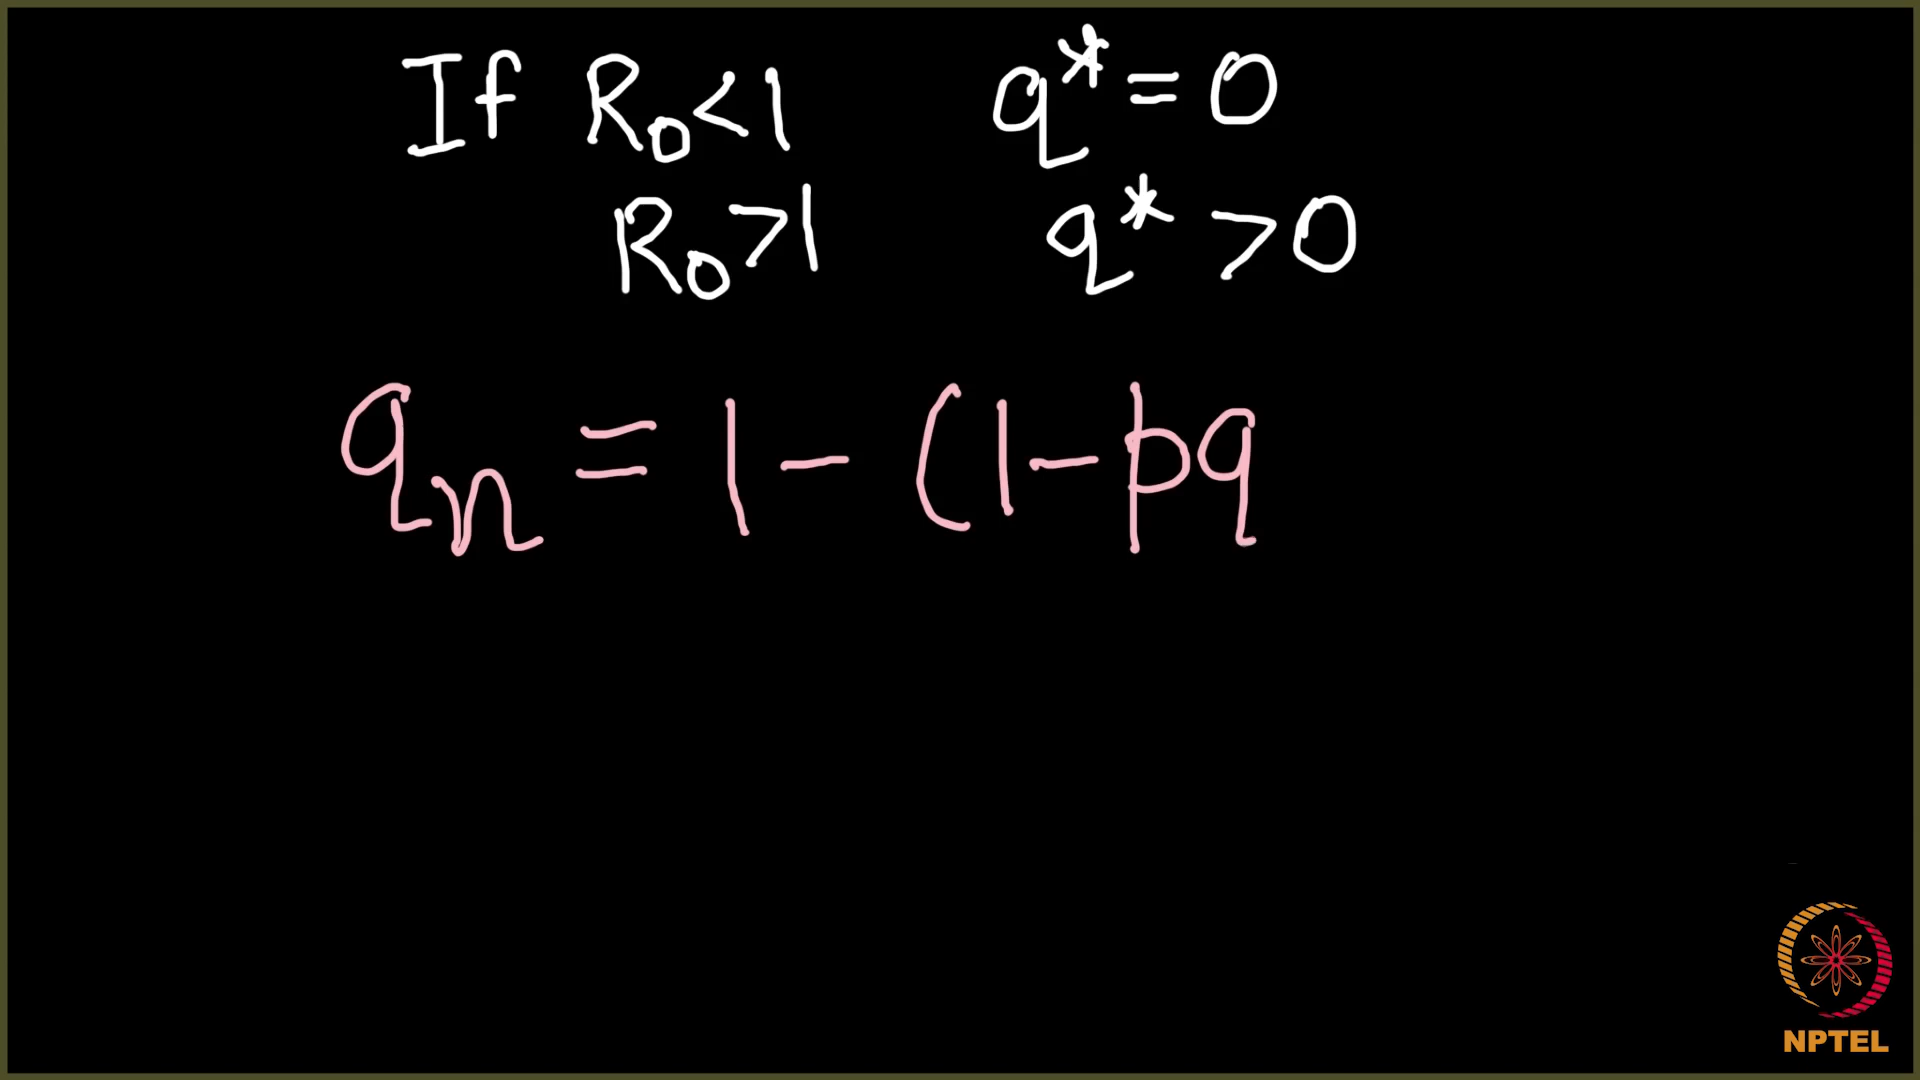 If R₀<1 q*=0
R₀>1 q*>0
qₙ = 1 - (1-pq
NPTEL